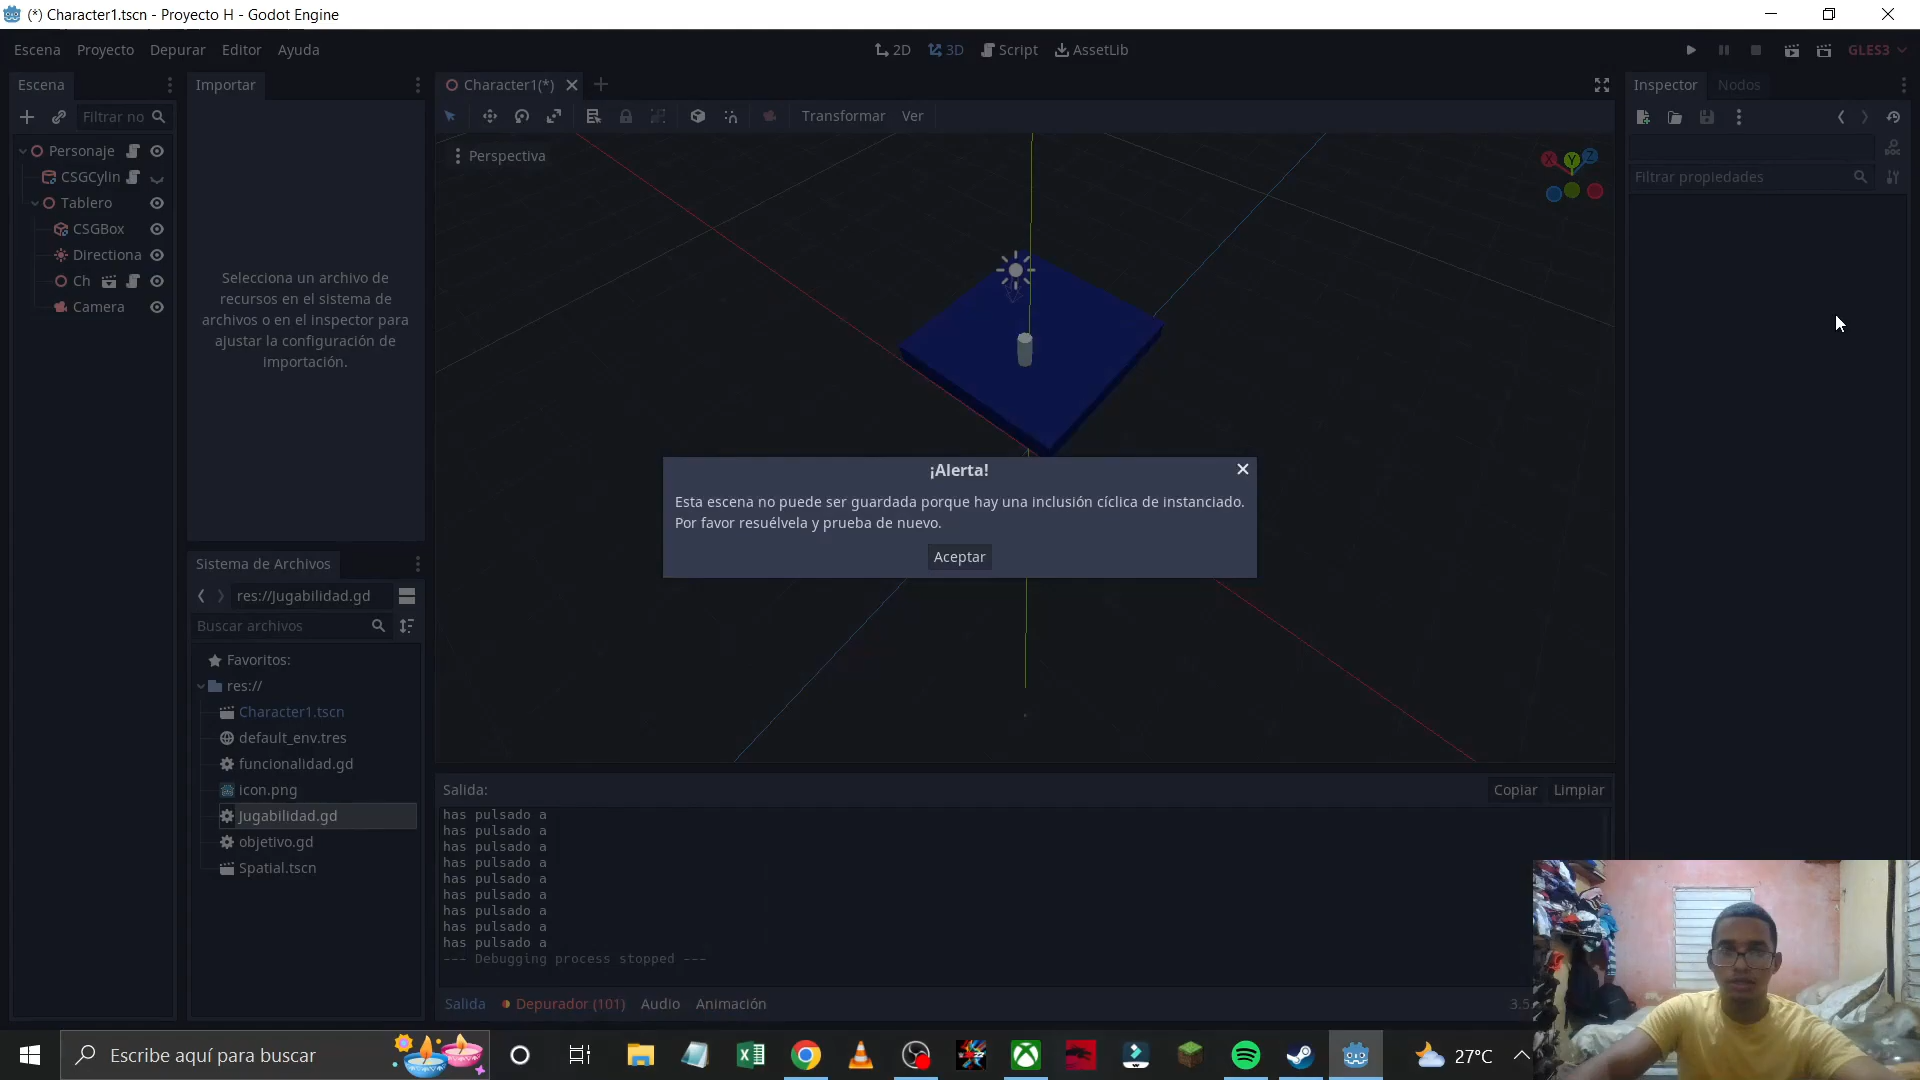 (*) Character1.tscn - Proyecto H - Godot Engine
Escena Proyecto Depurar Editor Ayuda
2D 3D Script AssetLib
GLES3
Escena
Importar
Character1(*)
Inspector Nodos
Filtrar no
Transformar Ver
Personaje
CSGCylin
Tablero
CSGBox
Directiona
Ch
Camera
Selecciona un archivo de
recursos en el sistema de
archivos o en el inspector para
ajustar la configuración de
importación.
Perspectiva
X Y Z
Filtrar propiedades
¡Alerta!
Esta escena no puede ser guardada porque hay una inclusión cíclica de instanciado.
Por favor resuélvela y prueba de nuevo.
Aceptar
Sistema de Archivos
res://Jugabilidad.gd
Buscar archivos
Favoritos:
res://
Character1.tscn
default_env.tres
funcionalidad.gd
icon.png
Jugabilidad.gd
objetivo.gd
Spatial.tscn
Salida:
Copiar Limpiar
has pulsado a
has pulsado a
has pulsado a
has pulsado a
has pulsado a
has pulsado a
has pulsado a
has pulsado a
has pulsado a
--- Debugging process stopped ---
Salida Depurador (101) Audio Animación
3.5.
Escribe aquí para buscar
27°C